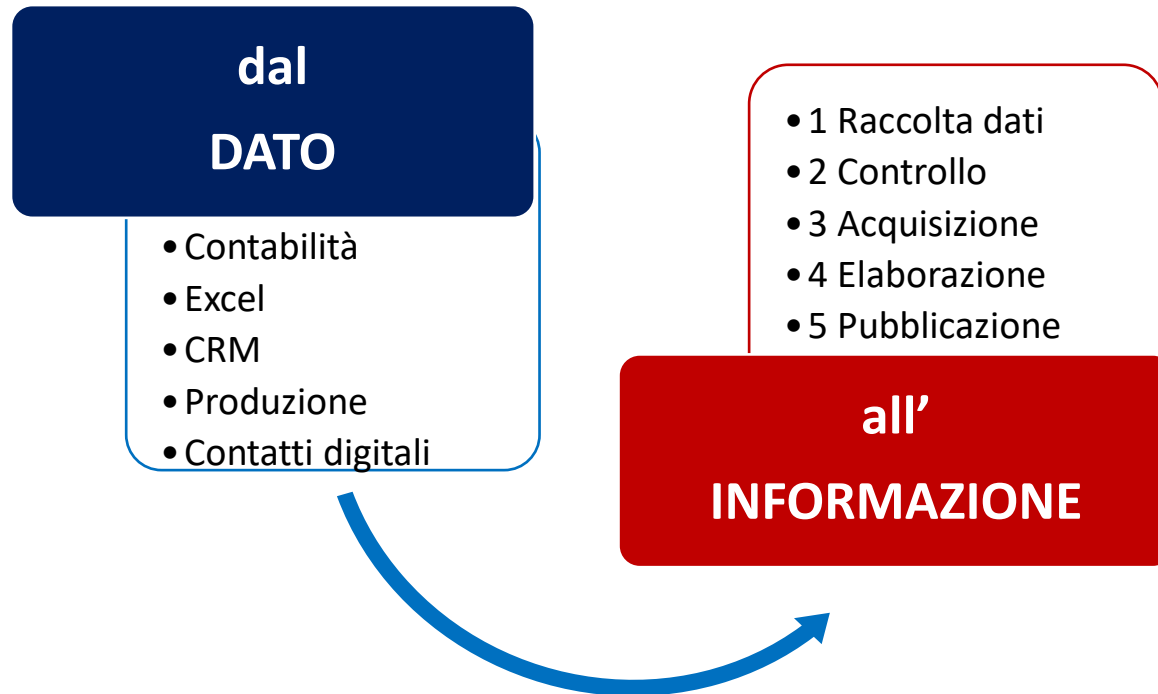 dal
DATO
• Contabilità
• Excel
• CRM
• Produzione
• Contatti digitali
• 1 Raccolta dati
• 2 Controllo
• 3 Acquisizione
• 4 Elaborazione
• 5 Pubblicazione
all’
INFORMAZIONE